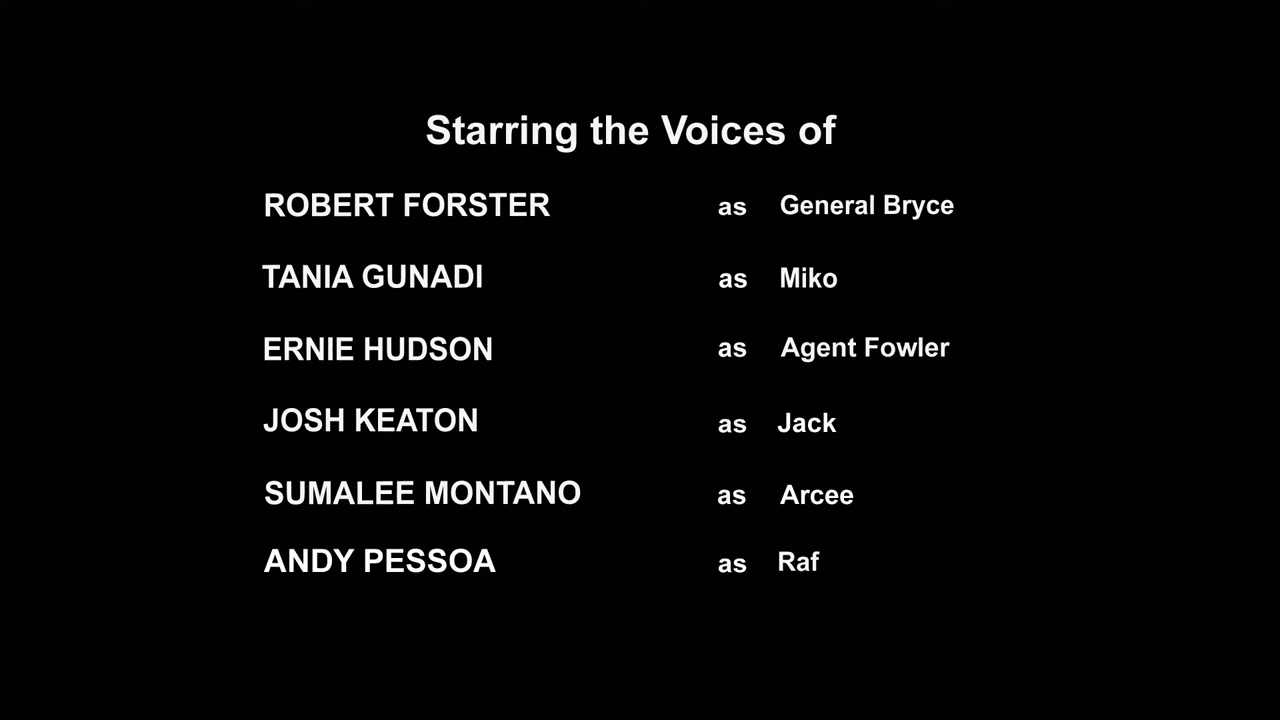 Starring the Voices of
ROBERT FORSTER as General Bryce
TANIA GUNADI as Miko
ERNIE HUDSON as Agent Fowler
JOSH KEATON as Jack
SUMALEE MONTANO as Arcee
ANDY PESSOA as Raf